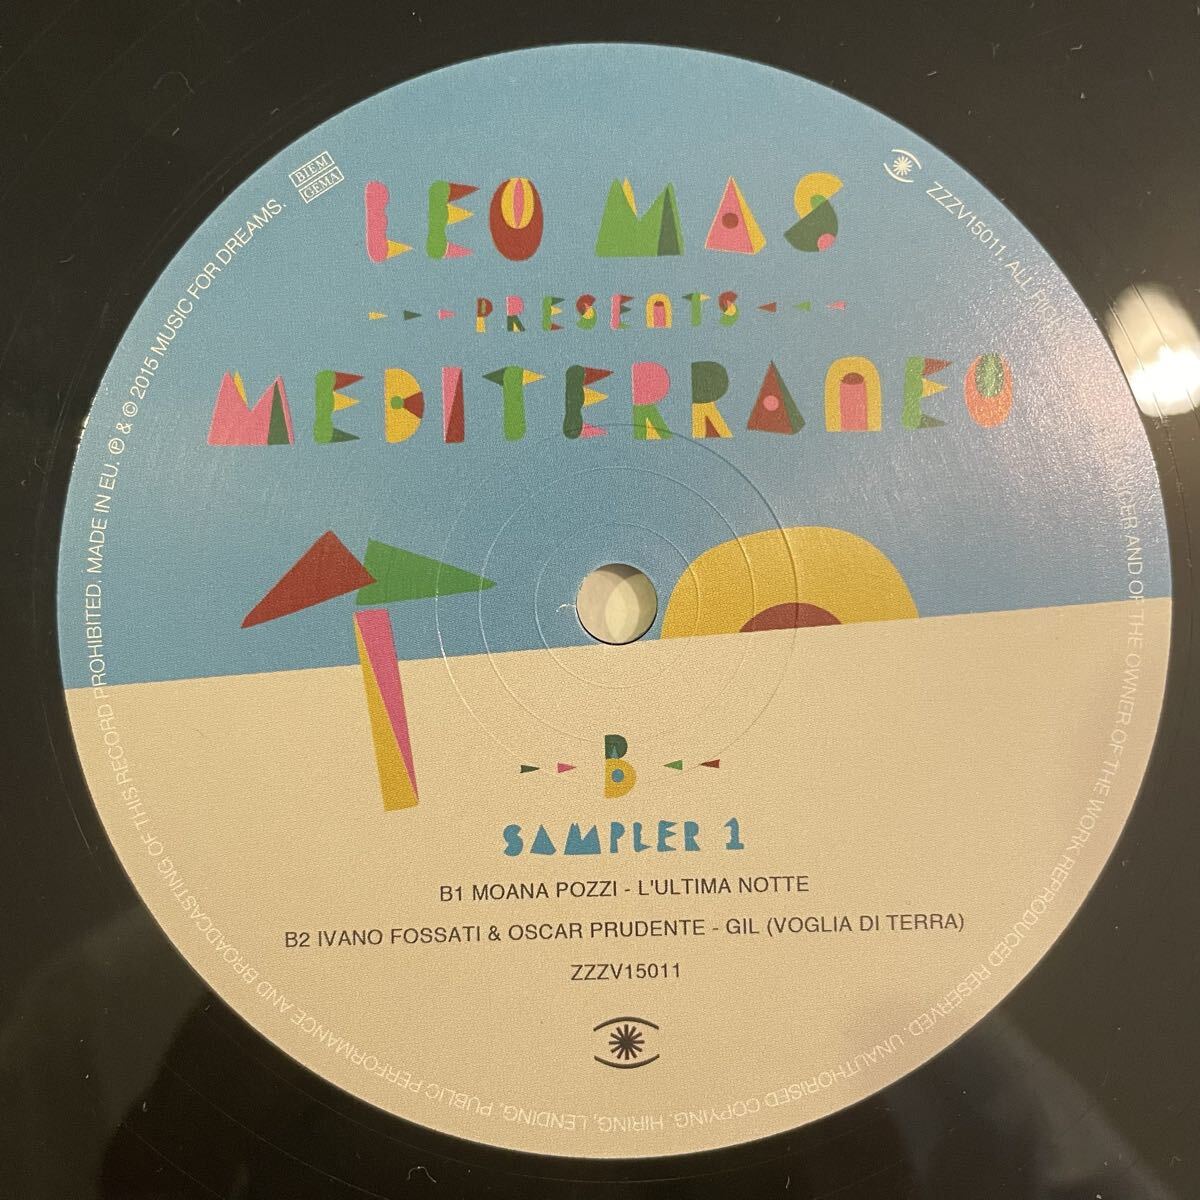 LEO MAS
PRESENTS
MEDITERRANEO
B
SAMPLER 1
B1 MOANA POZZI - L'ULTIMA NOTTE
B2 IVANO FOSSATI & OSCAR PRUDENTE - GIL (VOGLIA DI TERRA)
ZZZV15011
BIEM
GEMA
ZZZV15011. ALL AND OF THE OWNER OF THE WORK REPRODUCED RESERVED. UNAUTHORISED COPYING, HIRING, LENDING, PUBLIC PERFORMANCE AND BROADCASTING OF THIS RECORD PROHIBITED. MADE IN EU. ℗ & © 2015 MUSIC FOR DREAMS.